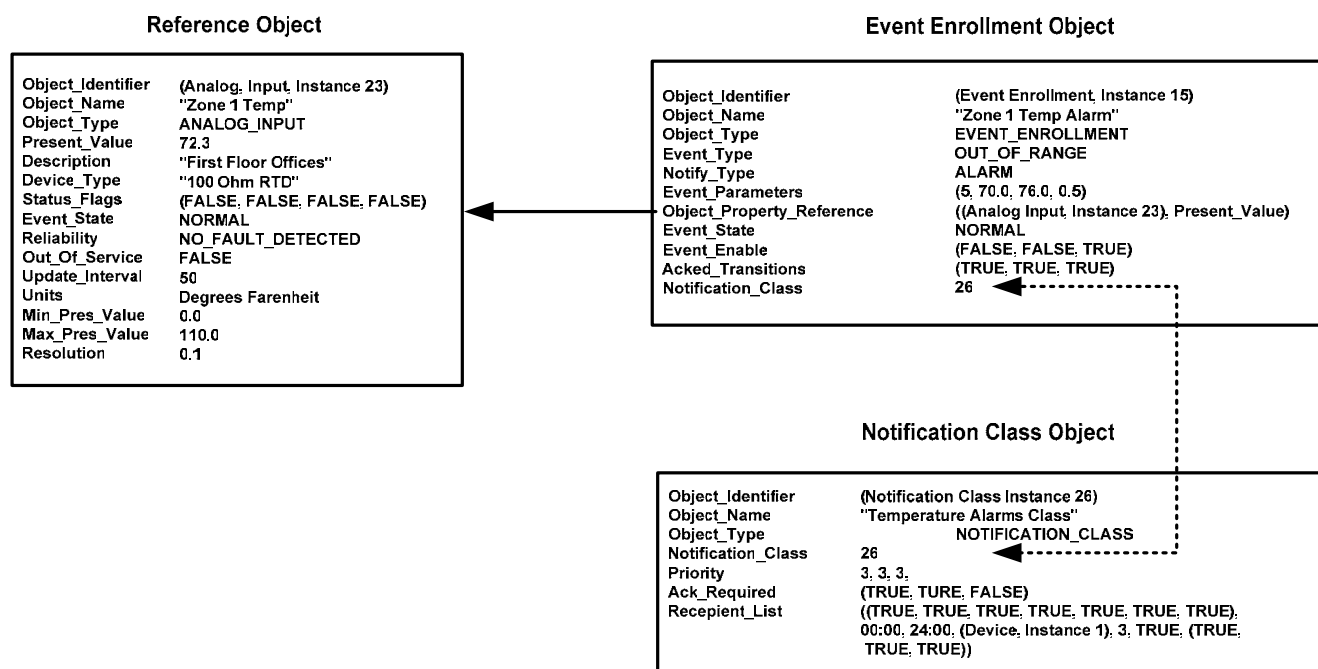 Reference Object
Object_Identifier (Analog, Input, Instance 23)
Object_Name "Zone 1 Temp"
Object_Type ANALOG_INPUT
Present_Value 72.3
Description "First Floor Offices"
Device_Type "100 Ohm RTD"
Status_Flags (FALSE, FALSE, FALSE, FALSE)
Event_State NORMAL
Reliability NO_FAULT_DETECTED
Out_Of_Service FALSE
Update_Interval 50
Units Degrees Farenheit
Min_Pres_Value 0.0
Max_Pres_Value 110.0
Resolution 0.1
Event Enrollment Object
Object_Identifier (Event Enrollment, Instance 15)
Object_Name "Zone 1 Temp Alarm"
Object_Type EVENT_ENROLLMENT
Event_Type OUT_OF_RANGE
Notify_Type ALARM
Event_Parameters (5, 70.0, 76.0, 0.5)
Object_Property_Reference ((Analog Input, Instance 23), Present_Value)
Event_State NORMAL
Event_Enable (FALSE, FALSE, TRUE)
Acked_Transitions (TRUE, TRUE, TRUE)
Notification_Class 26
Notification Class Object
Object_Identifier (Notification Class Instance 26)
Object_Name "Temperature Alarms Class"
Object_Type NOTIFICATION_CLASS
Notification_Class 26
Priority 3, 3, 3,
Ack_Required (TRUE, TURE, FALSE)
Recepient_List ((TRUE, TRUE, TRUE, TRUE, TRUE, TRUE, TRUE),
00:00, 24:00, (Device, Instance 1), 3, TRUE, (TRUE,
TRUE, TRUE))